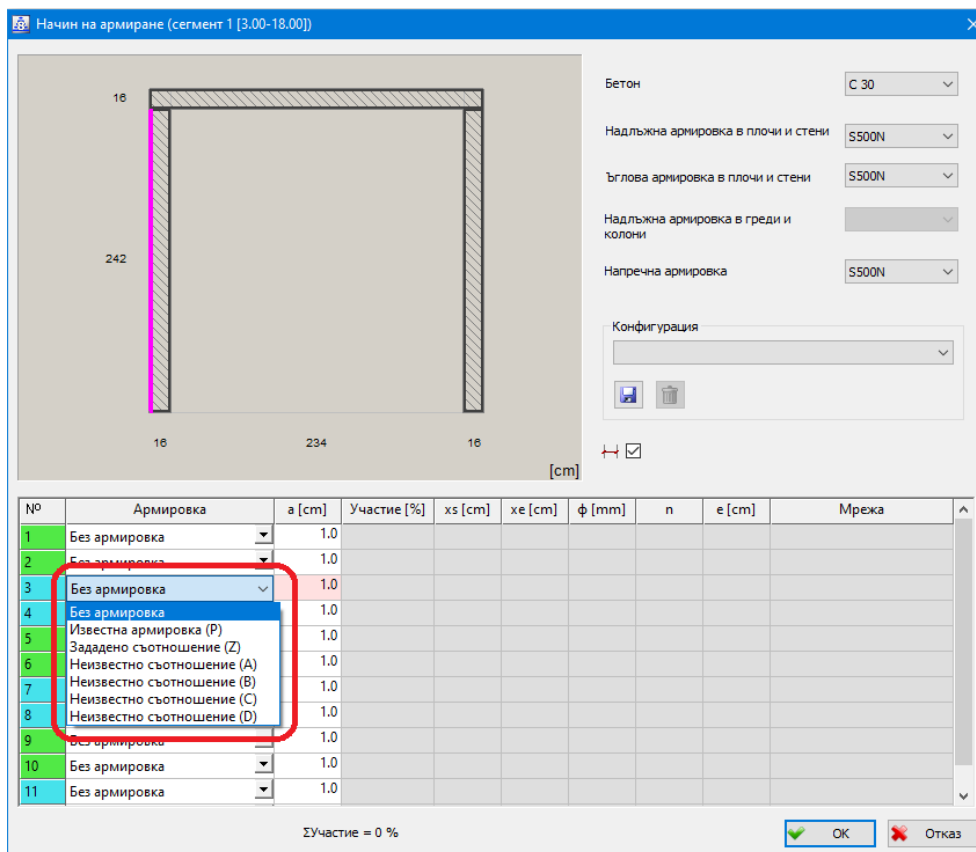 Начин на армиране (сегмент 1 [3.00-18.00])
16
242
16 234 16
[cm]
Бетон C 30
Надлъжна армировка в плочи и стени S500N
Ъглова армировка в плочи и стени S500N
Надлъжна армировка в греди и
колони
Напречна армировка S500N
Конфигурация
Nº Армировка a [cm] Участие [%] xs [cm] xe [cm] ф [mm] n e [cm] Мрежа
1 Без армировка 1.0
2 Без армировка 1.0
3 Без армировка 1.0
4 Без армировка 1.0
Известна армировка (P)
5 Зададено съотношение (Z) 1.0
6 Неизвестно съотношение (A) 1.0
7 Неизвестно съотношение (B) 1.0
Неизвестно съотношение (C)
8 Неизвестно съотношение (D) 1.0
9 Без армировка 1.0
10 Без армировка 1.0
11 Без армировка 1.0
ΣУчастие = 0 %
OK Отказ